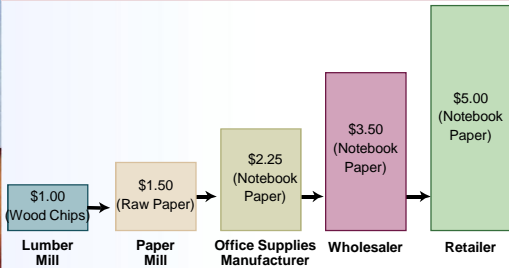 $1.00
(Wood Chips)
$1.50
(Raw Paper)
$2.25
(Notebook
Paper)
$3.50
(Notebook
Paper)
$5.00
(Notebook
Paper)
Lumber
Mill
Paper
Mill
Office Supplies
Manufacturer
Wholesaler
Retailer